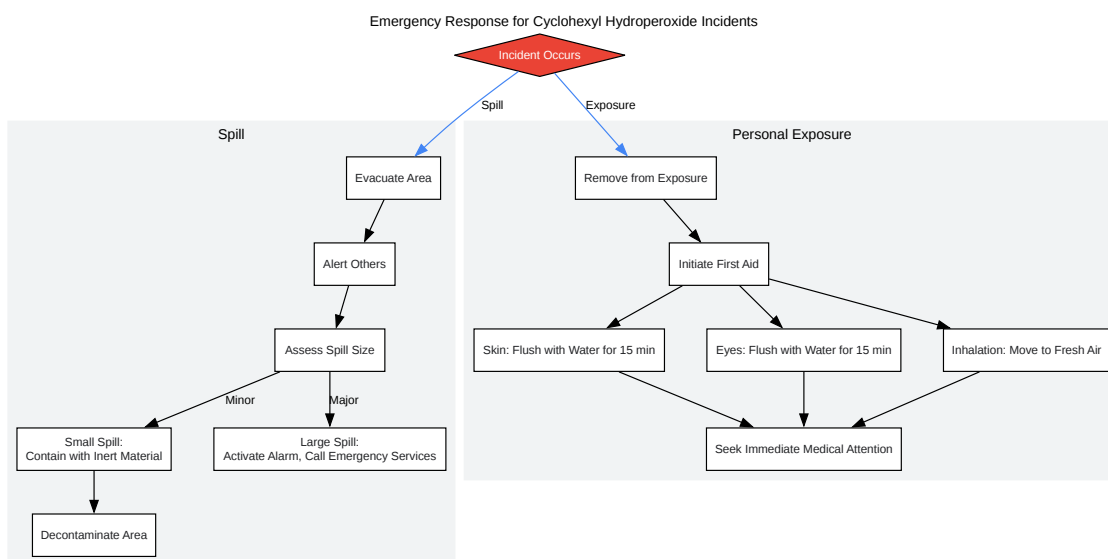 Emergency Response for Cyclohexyl Hydroperoxide Incidents
Incident Occurs
Spill
Exposure
Spill
Personal Exposure
Evacuate Area
Remove from Exposure
Alert Others
Initiate First Aid
Assess Spill Size
Skin: Flush with Water for 15 min
Eyes: Flush with Water for 15 min
Inhalation: Move to Fresh Air
Minor
Major
Small Spill:
Contain with Inert Material
Large Spill:
Activate Alarm, Call Emergency Services
Seek Immediate Medical Attention
Decontaminate Area